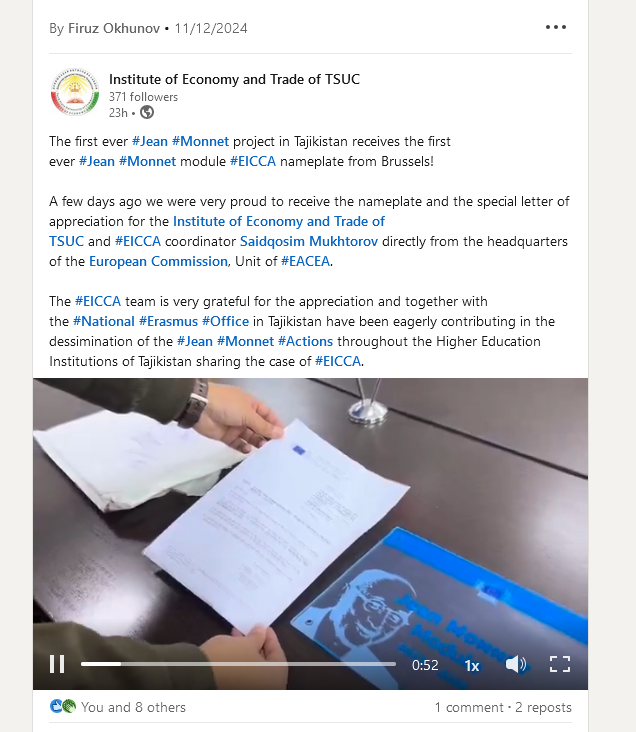 By Firuz Okhunov • 11/12/2024
Institute of Economy and Trade of TSUC
371 followers
23h •
The first ever #Jean #Monnet project in Tajikistan receives the first
ever #Jean #Monnet module #EICCA nameplate from Brussels!
A few days ago we were very proud to receive the nameplate and the special letter of
appreciation for the Institute of Economy and Trade of
TSUC and #EICCA coordinator Saidqosim Mukhtorov directly from the headquarters
of the European Commission, Unit of #EACEA.
The #EICCA team is very grateful for the appreciation and together with
the #National #Erasmus #Office in Tajikistan have been eagerly contributing in the
dessimination of the #Jean #Monnet #Actions throughout the Higher Education
Institutions of Tajikistan sharing the case of #EICCA.
Jean Monnet
0:52
1x
You and 8 others
1 comment · 2 reposts